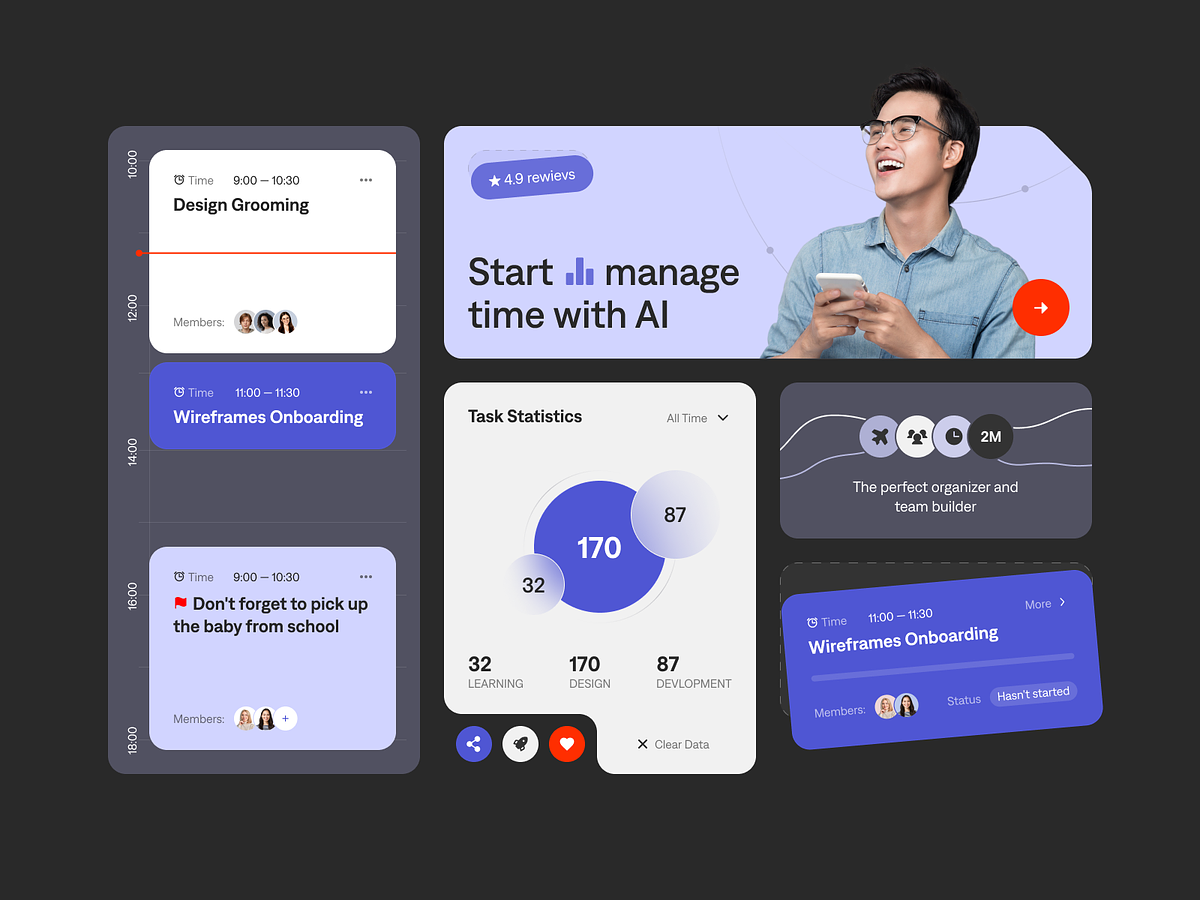 10:00
12:00
14:00
16:00
18:00
Time 9:00 — 10:30
Design Grooming
Members:
Time 11:00 — 11:30
Wireframes Onboarding
Time 9:00 — 10:30
Don't forget to pick up
the baby from school
Members:
+
4.9 rewievs
Start manage
time with AI
Task Statistics
All Time
170
87
32
32
LEARNING
170
DESIGN
87
DEVLOPMENT
Clear Data
2M
The perfect organizer and
team builder
Time 11:00 — 11:30
More
Wireframes Onboarding
Members:
Status
Hasn't started